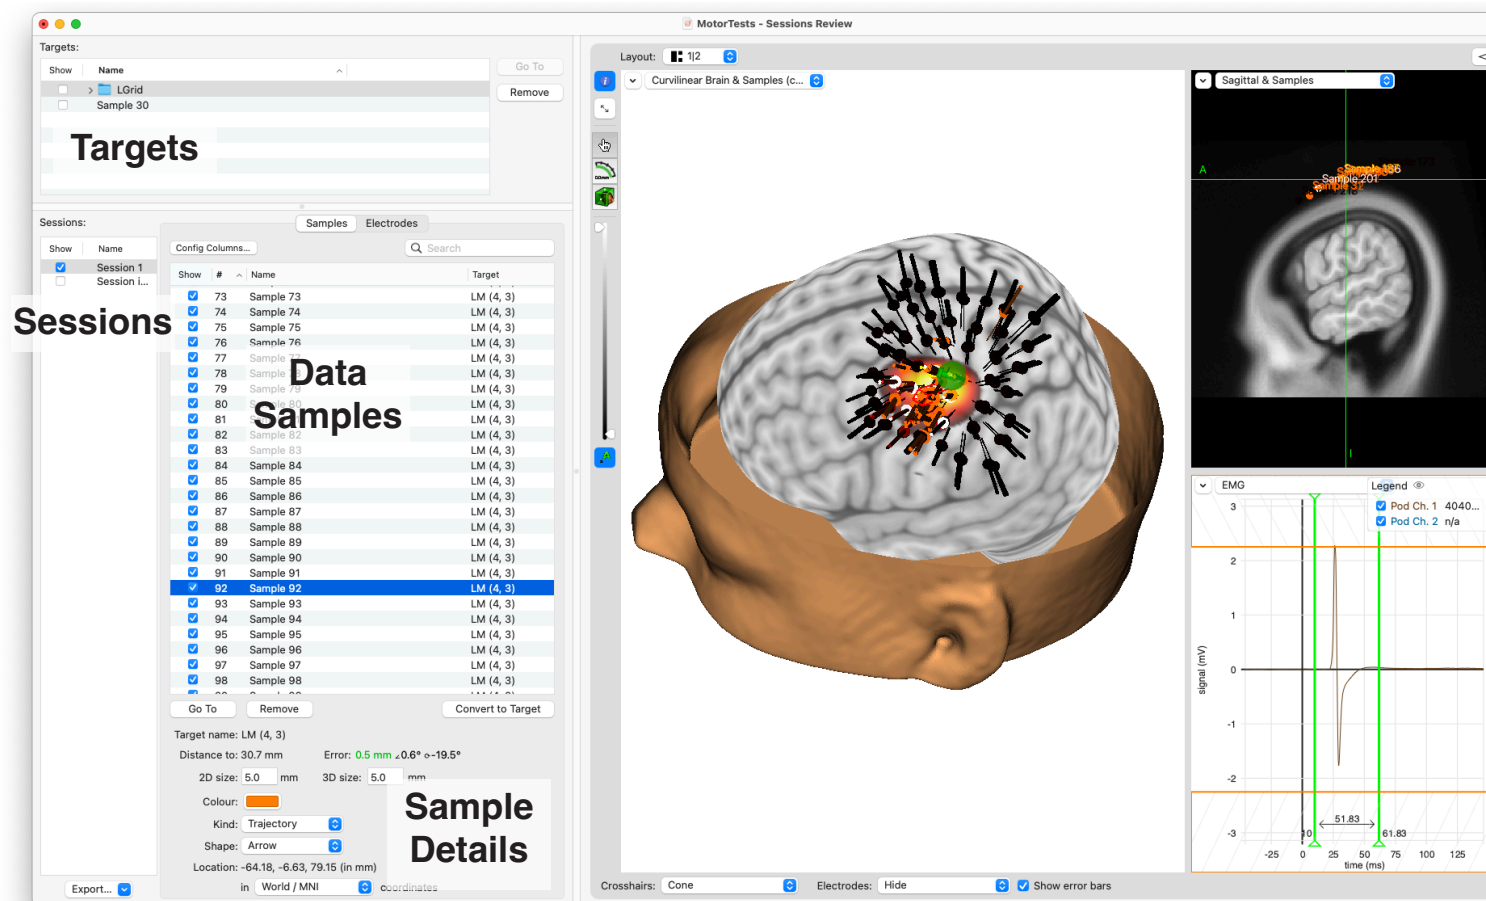 MotorTests - Sessions Review
Targets:
Show Name
Go To
LGrid
Sample 30
Remove
Targets
Sessions:
Samples Electrodes
Show Name
Session 1
Session i...
Sessions
Config Columns...
Search
Show # Name Target
73 Sample 73 LM (4, 3)
74 Sample 74 LM (4, 3)
75 Sample 75 LM (4, 3)
76 Sample 76 LM (4, 3)
77 Sample 77 LM (4, 3)
78 LM (4, 3)
79 Sample 79 LM (4, 3)
80 Sample 80 LM (4, 3)
81 LM (4, 3)
82 Sample 82 LM (4, 3)
83 Sample 83 LM (4, 3)
84 Sample 84 LM (4, 3)
85 Sample 85 LM (4, 3)
86 Sample 86 LM (4, 3)
87 Sample 87 LM (4, 3)
88 Sample 88 LM (4, 3)
89 Sample 89 LM (4, 3)
90 Sample 90 LM (4, 3)
91 Sample 91 LM (4, 3)
92 Sample 92 LM (4, 3)
93 Sample 93 LM (4, 3)
94 Sample 94 LM (4, 3)
95 Sample 95 LM (4, 3)
96 Sample 96 LM (4, 3)
97 Sample 97 LM (4, 3)
98 Sample 98 LM (4, 3)
Data
Samples
Go To Remove Convert to Target
Target name: LM (4, 3)
Distance to: 30.7 mm Error: 0.5 mm ∠0.6° -19.5°
2D size: 5.0 mm 3D size: 5.0 mm
Colour:
Kind: Trajectory
Shape: Arrow
Location: -64.18, -6.63, 79.15 (in mm)
in World / MNI coordinates
Sample
Details
Export...
Layout: 1|2
Curvilinear Brain & Samples (c...
Crosshairs: Cone Electrodes: Hide Show error bars
Sagittal & Samples
A
Sample 186
Sample 201
Sample 32
I
EMG
Legend
Pod Ch. 1 4040...
Pod Ch. 2 n/a
signal (mV)
3
2
1
0
-1
-2
-3
51.83
10 61.83
-25 0 25 50 75 100 125
time (ms)